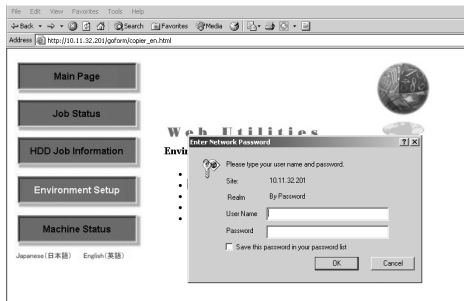 File Edit View Favorites Tools Help
Back Search Favorites Media
Address http://10.11.32.201/goform/copier_en.html
Main Page
Job Status
HDD Job Information
Environment Setup
Machine Status
Japanese(日本語) English(英語)
Web Utilities
Envir
Enter Network Password
Please type your user name and password.
Site: 10.11.32.201
Realm By Password
User Name
Password
Save this password in your password list
OK Cancel